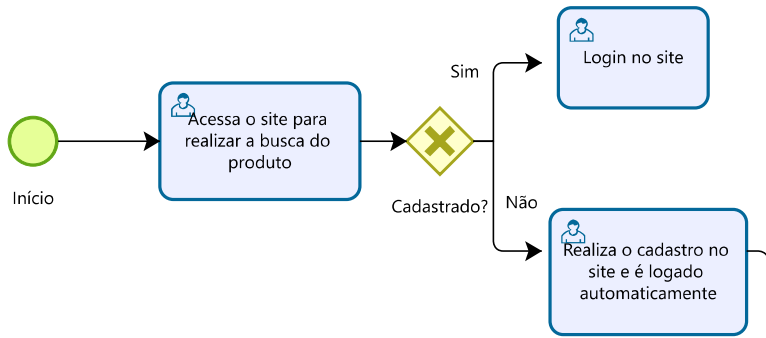 Início
Acessa o site para
realizar a busca do
produto
Cadastrado?
Sim
Login no site
Não
Realiza o cadastro no
site e é logado
automaticamente